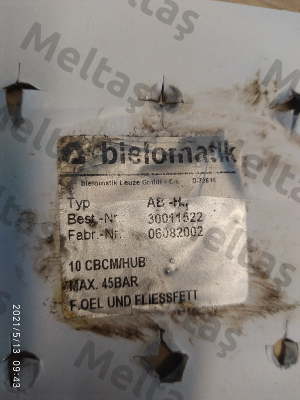 bielomatik
bielomatik Leuze GmbH + Co.
Typ
Best.-Nr. 30011522
Fabr.-Nr. 06082002
10 CBCM/HUB
MAX. 45BAR
F.OEL UND FLIESSFETT
2021/5/13 09:43
Meltaş
Meltaş
Meltaş
Meltaş
Meltaş
Meltaş